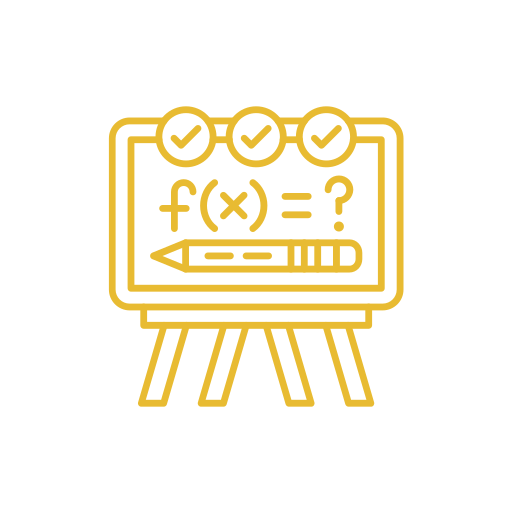 f(x) = ?